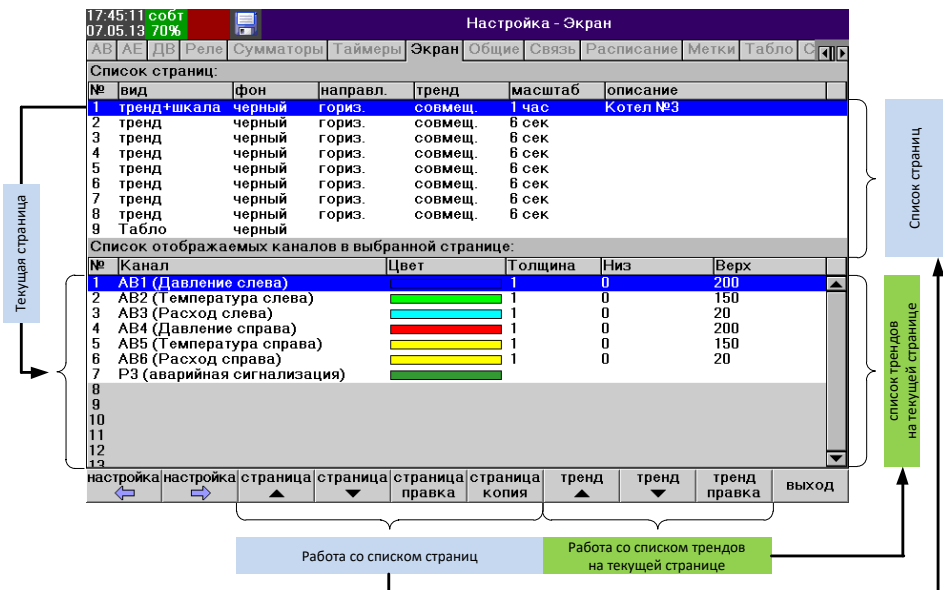 17:45:11 собт
07.05.13 70%
Настройка - Экран
АВ АЕ ДВ Реле Сумматоры Таймеры Экран Общие Связь Расписание Метки Табло С
Список страниц:
№ вид фон направл. тренд масштаб описание
1 тренд+шкала черный гориз. совмещ. 1 час Котел №3
2 тренд черный гориз. совмещ. 6 сек
3 тренд черный гориз. совмещ. 6 сек
4 тренд черный гориз. совмещ. 6 сек
5 тренд черный гориз. совмещ. 6 сек
6 тренд черный гориз. совмещ. 6 сек
7 тренд черный гориз. совмещ. 6 сек
8 тренд черный гориз. совмещ. 6 сек
9 Табло черный
Список отображаемых каналов в выбранной странице:
№ Канал Цвет Толщина Низ Верх
1 АВ1 (Давление слева) 1 0 200
2 АВ2 (Температура слева) 1 0 150
3 АВ3 (Расход слева) 1 0 20
4 АВ4 (Давление справа) 1 0 200
5 АВ5 (Температура справа) 1 0 150
6 АВ6 (Расход справа) 1 0 20
7 Р3 (аварийная сигнализация)
8
9
10
11
12
13
настройка настройка страница страница страница страница тренд тренд тренд выход
правка копия правка
Текущая страница
Список страниц
список трендов
на текущей странице
Работа со списком страниц
Работа со списком трендов
на текущей странице